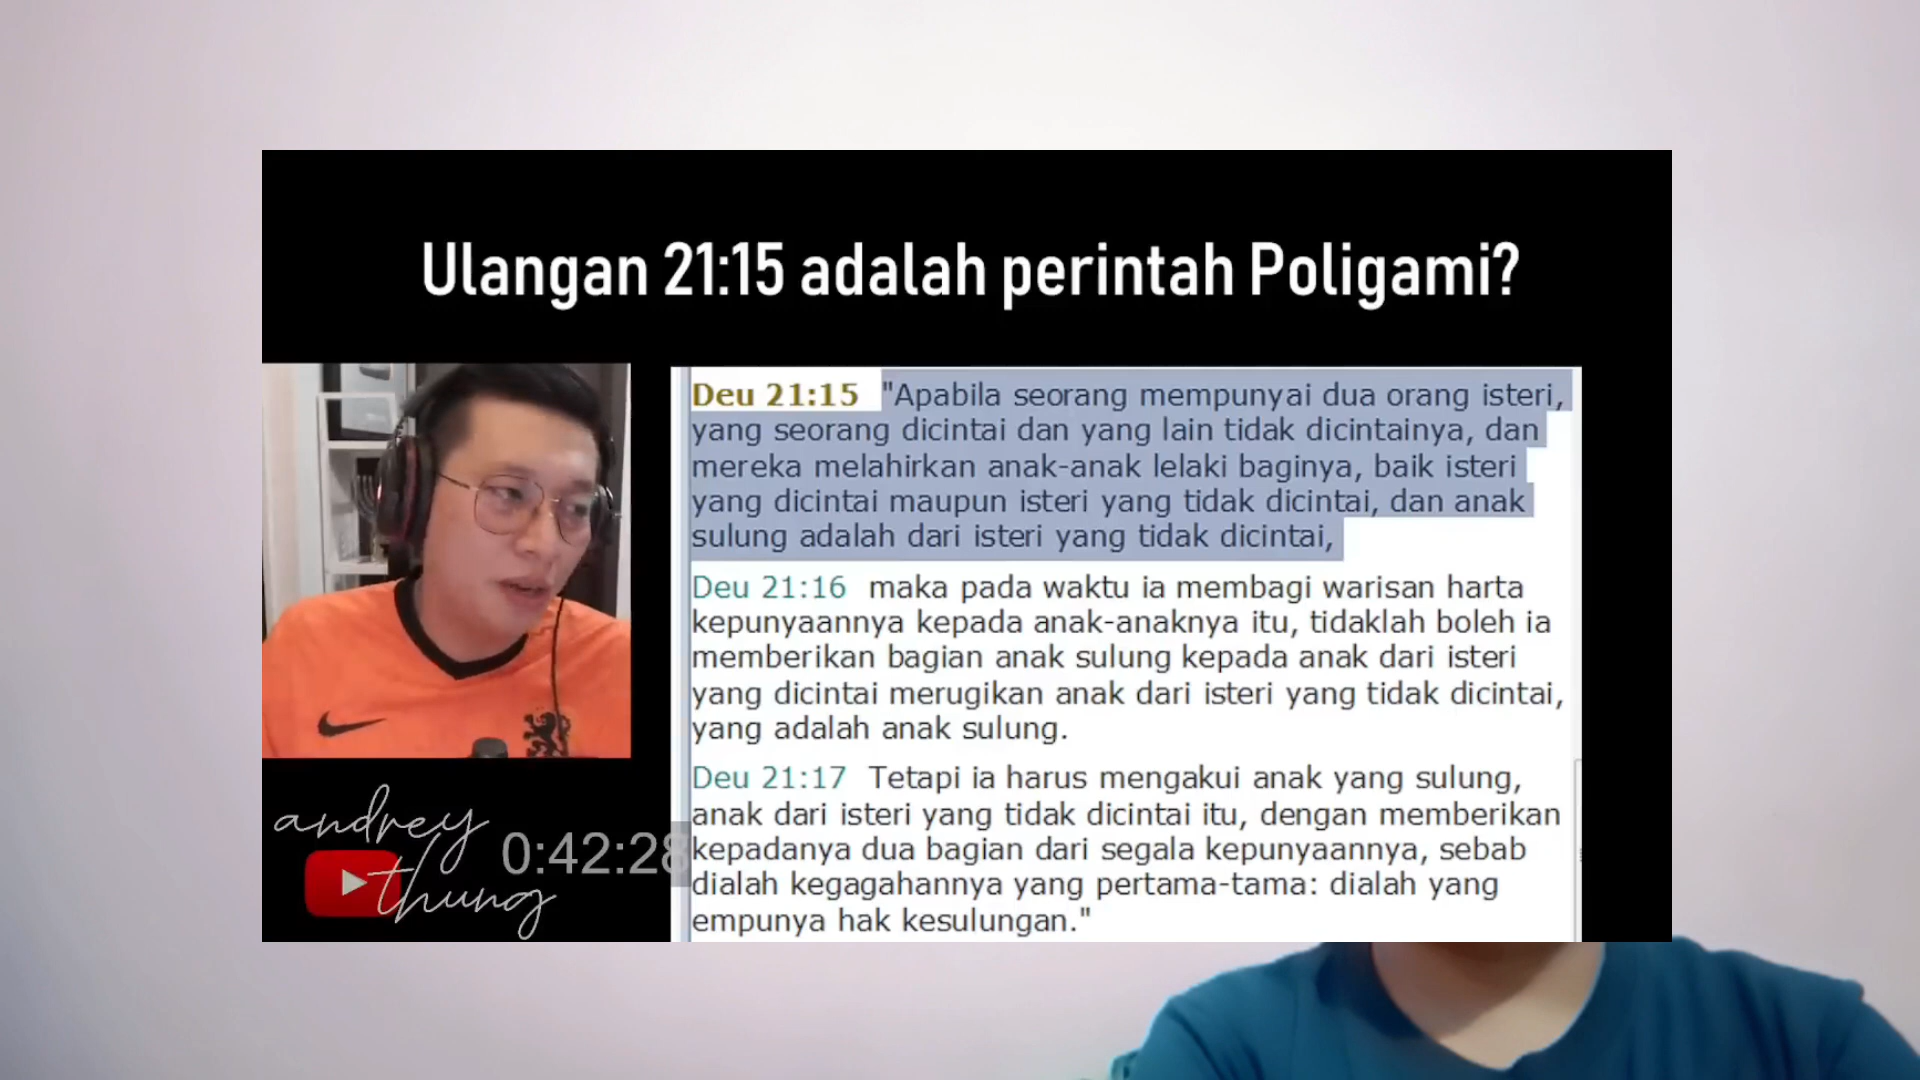 Ulangan 21:15 adalah perintah Poligami?
Deu 21:15 "Apabila seorang mempunyai dua orang isteri,
yang seorang dicintai dan yang lain tidak dicintainya, dan
mereka melahirkan anak-anak lelaki baginya, baik isteri
yang dicintai maupun isteri yang tidak dicintai, dan anak
sulung adalah dari isteri yang tidak dicintai,
Deu 21:16 maka pada waktu ia membagi warisan harta
kepunyaannya kepada anak-anaknya itu, tidaklah boleh ia
memberikan bagian anak sulung kepada anak dari isteri
yang dicintai merugikan anak dari isteri yang tidak dicintai,
yang adalah anak sulung.
Deu 21:17 Tetapi ia harus mengakui anak yang sulung,
anak dari isteri yang tidak dicintai itu, dengan memberikan
kepadanya dua bagian dari segala kepunyaannya, sebab
dialah kegagahannya yang pertama-tama: dialah yang
empunya hak kesulungan."
andrey
thung
0:42:28